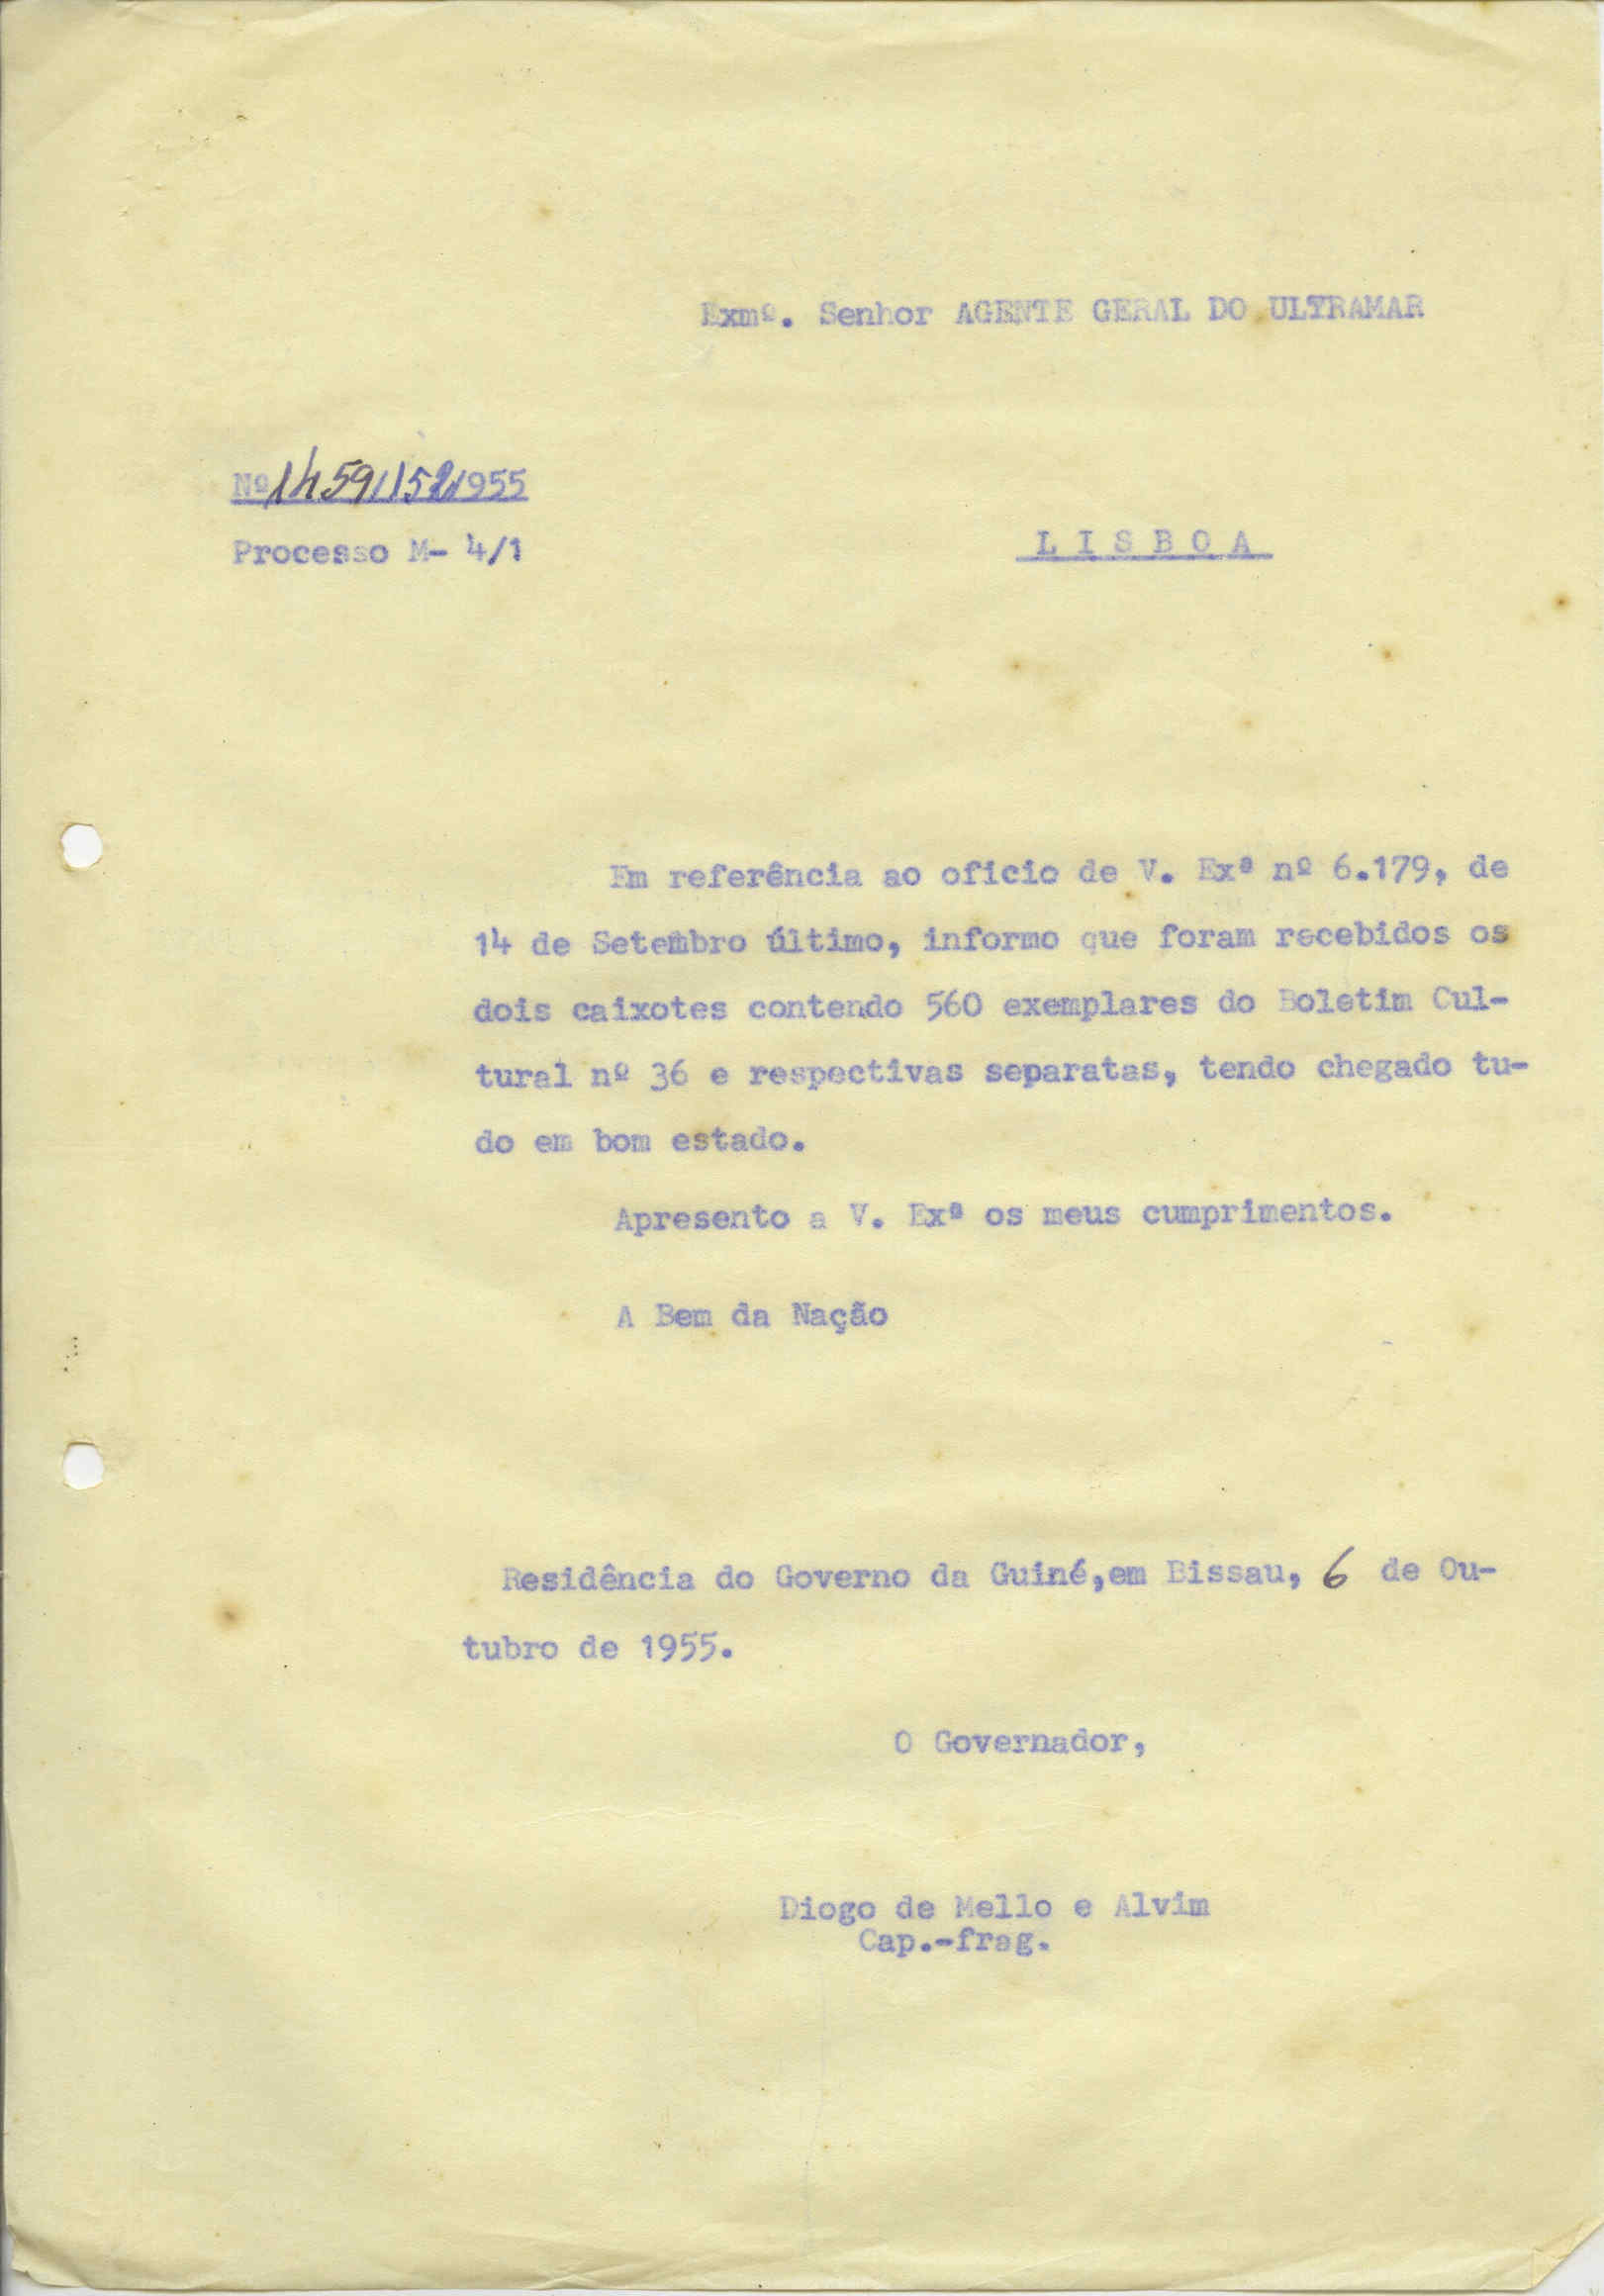 Exmº. Senhor AGENTE GERAL DO ULTRAMAR
Nº 1459/152/955
Processo M- 4/1
LISBOA
Em referência ao oficio de V. Exª nº 6.179, de
14 de Setembro último, informo que foram recebidos os
dois caixotes contendo 560 exemplares do Boletim Cul-
tural nº 36 e respectivas separatas, tendo chegado tu-
do em bom estado.
Apresento a V. Exª os meus cumprimentos.
A Bem da Nação
Residência do Governo da Guiné,em Bissau, 6 de Ou-
tubro de 1955.
O Governador,
Diogo de Mello e Alvim
Cap.-frag.